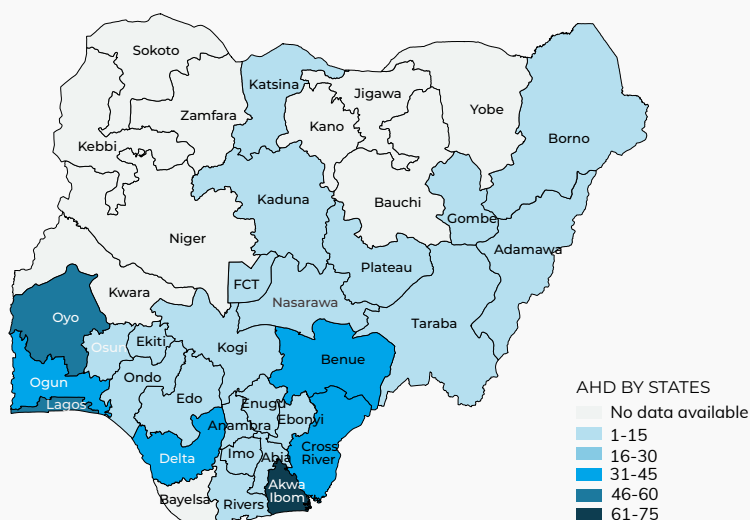 Sokoto
Katsina
Jigawa
Yobe
Zamfara
Kano
Borno
Kebbi
Kaduna
Bauchi
Gombe
Niger
Adamawa
Plateau
FCT
Kwara
Nasarawa
Oyo
Taraba
Osun
Ekiti
Kogi
Benue
Ogun
Ondo
Edo
Lagos
Enugu
Anambra
Ebonyi
Delta
Imo
Abia
Cross
River
Akwa
Ibom
Bayelsa
Rivers
AHD BY STATES
No data available
1-15
16-30
31-45
46-60
61-75